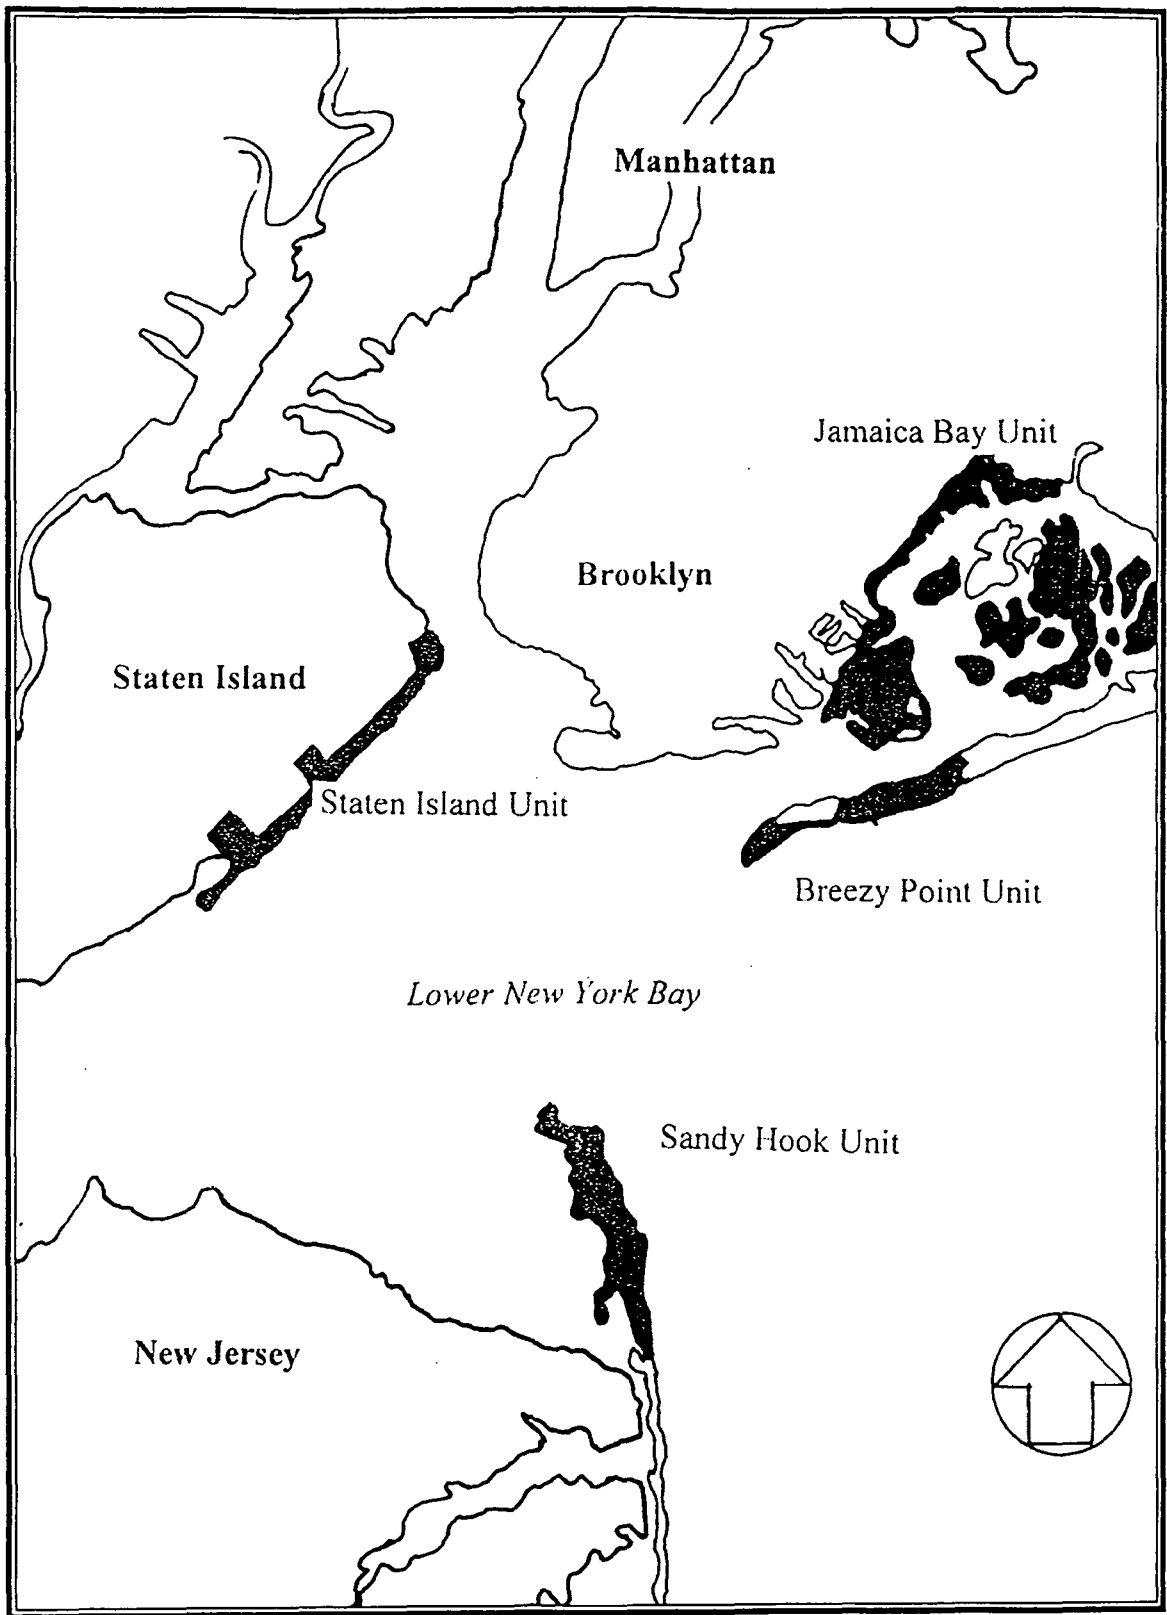 Manhattan
Jamaica Bay Unit
Brooklyn
Staten Island
Staten Island Unit
Breezy Point Unit
Lower New York Bay
Sandy Hook Unit
New Jersey